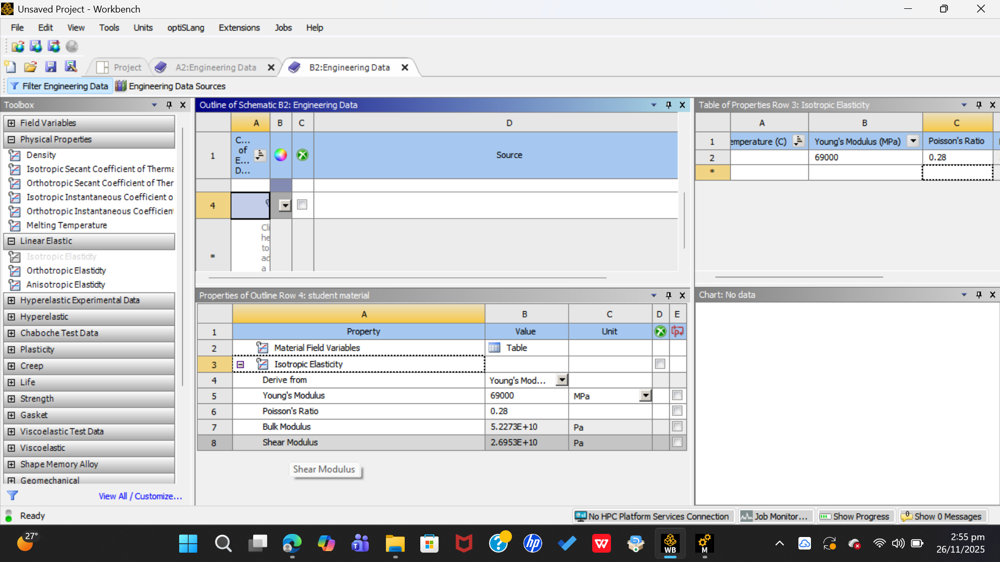 Unsaved Project - Workbench
File Edit View Tools Units optiSLang Extensions Jobs Help
Project A2:Engineering Data B2:Engineering Data
Filter Engineering Data Engineering Data Sources
Toolbox
Field Variables
Physical Properties
Density
Isotropic Secant Coefficient of Therma
Orthotropic Secant Coefficient of Ther
Isotropic Instantaneous Coefficient o
Orthotropic Instantaneous Coefficient
Melting Temperature
Linear Elastic
Isotropic Elasticity
Orthotropic Elasticity
Anisotropic Elasticity
Hyperelastic Experimental Data
Hyperelastic
Chaboche Test Data
Plasticity
Creep
Life
Strength
Gasket
Viscoelastic Test Data
Viscoelastic
Shape Memory Alloy
Geomechanical
View All / Customize...
Outline of Schematic B2: Engineering Data
A B C D
1 C... of E... D... Source
4
* Cli he to ad a
Properties of Outline Row 4: student material
A B C D E
1 Property Value Unit
2 Material Field Variables Table
3 Isotropic Elasticity
4 Derive from Young's Mod...
5 Young's Modulus 69000 MPa
6 Poisson's Ratio 0.28
7 Bulk Modulus 5.2273E+10 Pa
8 Shear Modulus 2.6953E+10 Pa
Shear Modulus
Table of Properties Row 3: Isotropic Elasticity
A B C
1 emperature (C) Young's Modulus (MPa) Poisson's Ratio
2 69000 0.28
*
Chart: No data
Ready
No HPC Platform Services Connection Job Monitor... Show Progress Show 0 Messages
27°
WB
M
2:55 pm
26/11/2025